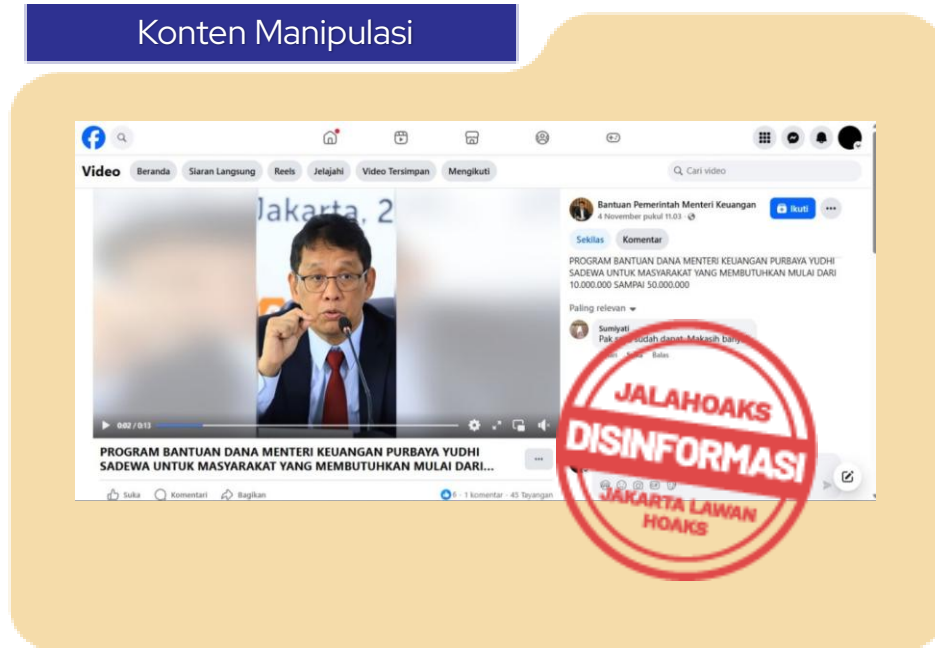 Konten Manipulasi
Video
Beranda
Siaran Langsung
Reels
Jelajahi
Video Tersimpan
Mengikuti
Cari video
Jakarta, 2
0:02 / 0:13
PROGRAM BANTUAN DANA MENTERI KEUANGAN PURBAYA YUDHI
SADEWA UNTUK MASYARAKAT YANG MEMBUTUHKAN MULAI DARI...
Suka
Komentari
Bagikan
6 · 1 komentar · 45 Tayangan
Bantuan Pemerintah Menteri Keuangan
4 November pukul 11.03
Ikuti
Sekilas
Komentar
PROGRAM BANTUAN DANA MENTERI KEUANGAN PURBAYA YUDHI
SADEWA UNTUK MASYARAKAT YANG MEMBUTUHKAN MULAI DARI
10.000.000 SAMPAI 50.000.000
Paling relevan
Sumiyati
Pak sudah dapat. Makasih
Balas
JALAHOAKS
DISINFORMASI
JAKARTA LAWAN
HOAKS